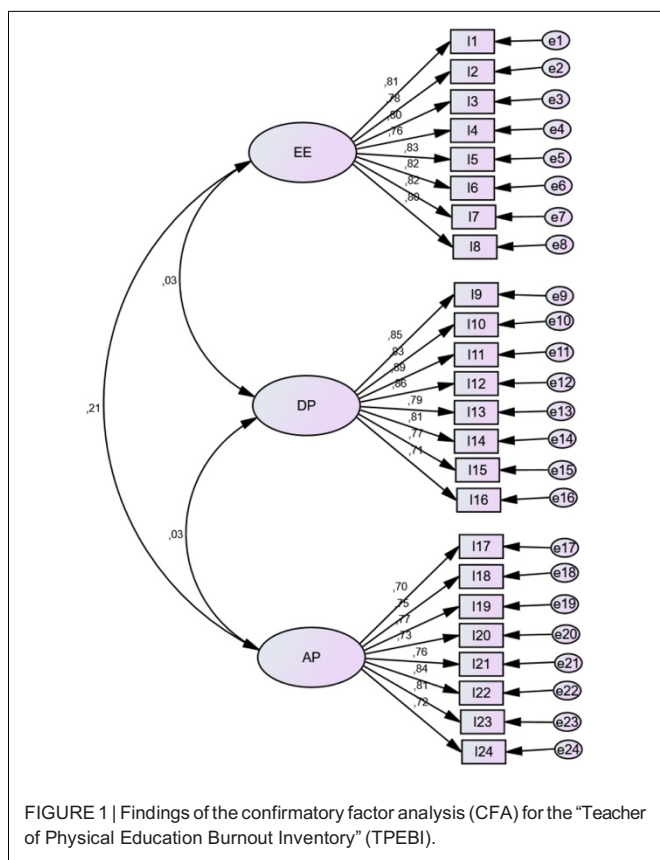 I1 e1
,81
I2 e2
,78
I3 e3
,80
I4 e4
,76
EE
I5 e5
,83
I6 e6
,82
I7 e7
,82
I8 e8
,80
,03
I9 e9
,85
I10 e10
,83
I11 e11
,89
I12 e12
,86
DP
I13 e13
,79
I14 e14
,81
I15 e15
,77
I16 e16
,71
,21
,03
I17 e17
,70
I18 e18
,75
I19 e19
,77
I20 e20
,73
AP
I21 e21
,76
I22 e22
,84
I23 e23
,81
I24 e24
,72
FIGURE 1 | Findings of the confirmatory factor analysis (CFA) for the “Teacher
of Physical Education Burnout Inventory” (TPEBI).